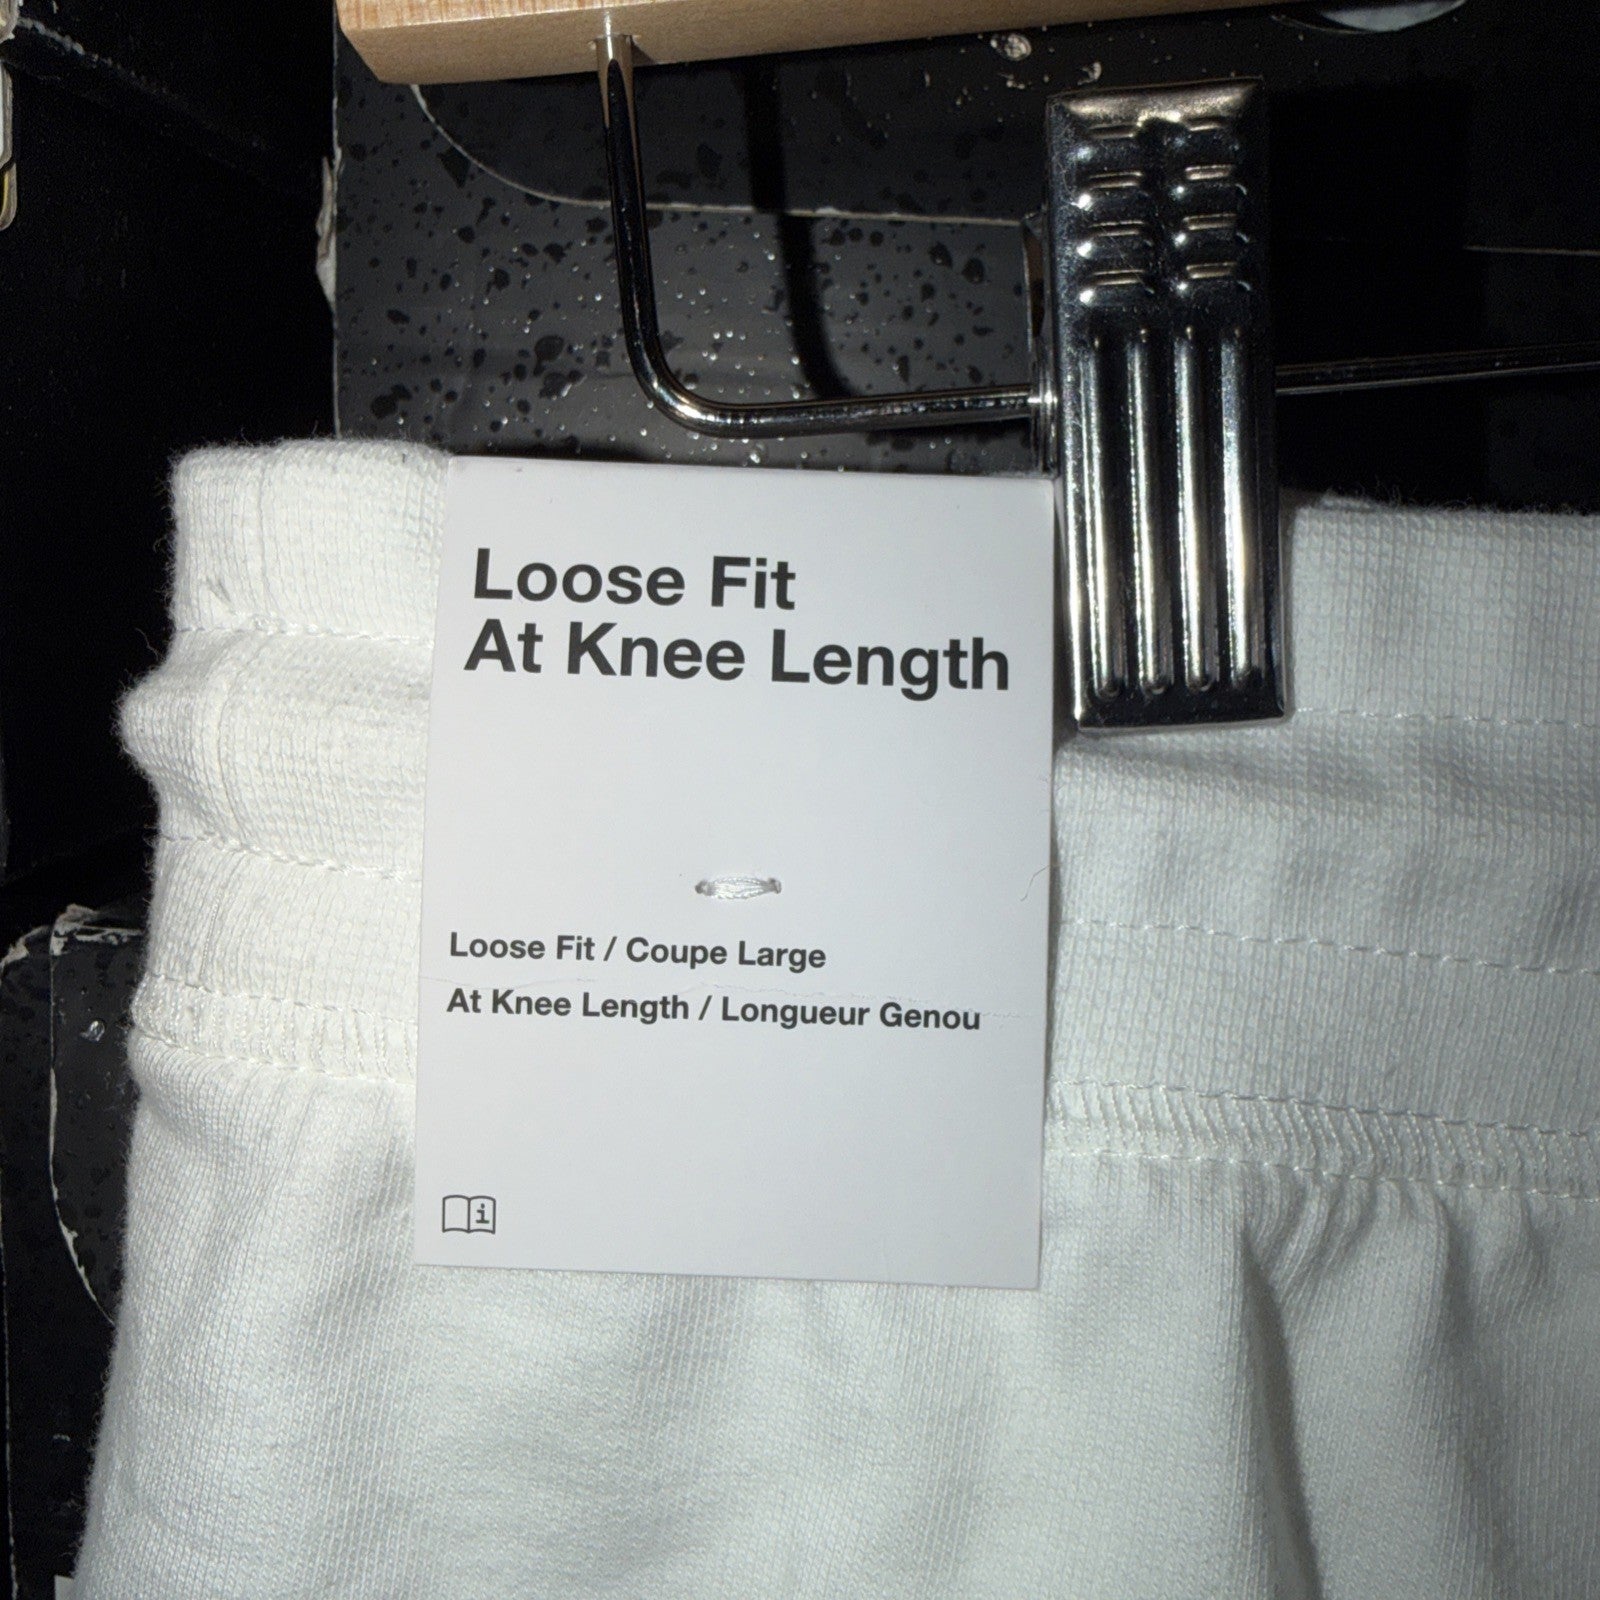 Loose Fit
At Knee Length
Loose Fit / Coupe Large
At Knee Length / Longueur Genou
i